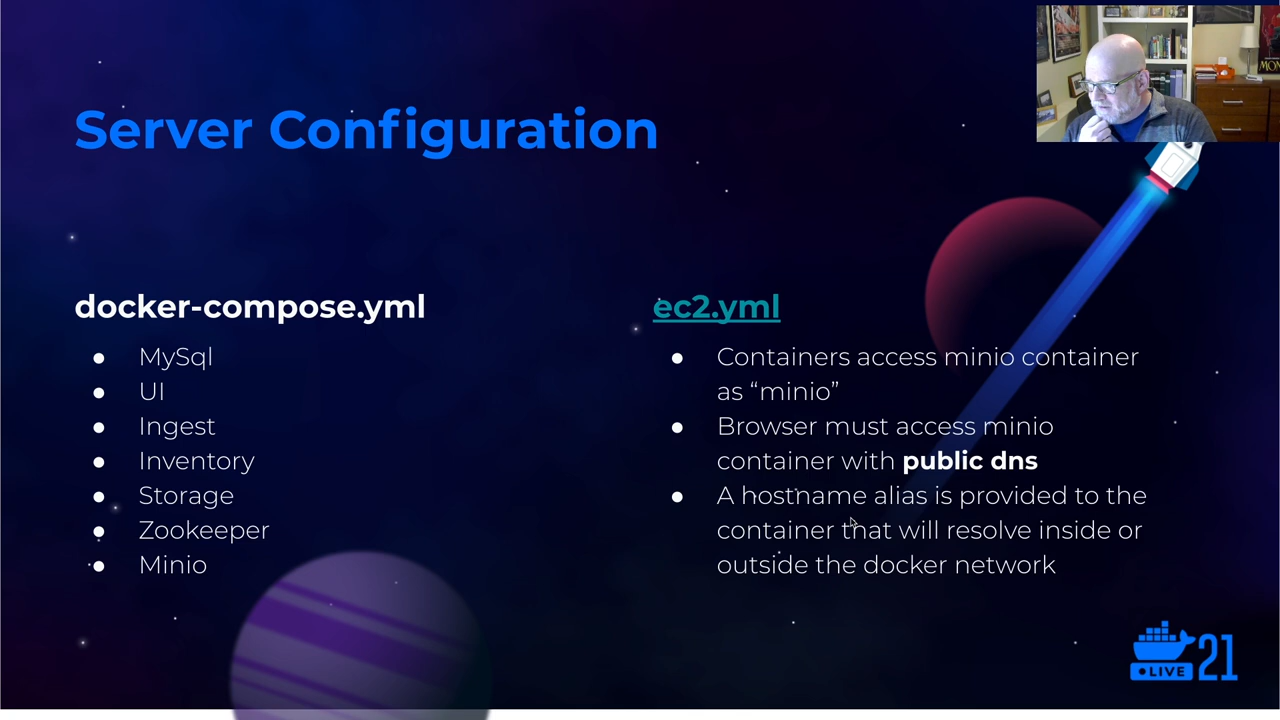 Server Configuration
docker-compose.yml
● MySql
● UI
● Ingest
● Inventory
● Storage
● Zookeeper
● Minio
ec2.yml
● Containers access minio container
as “minio”
● Browser must access minio
container with public dns
● A hostname alias is provided to the
container that will resolve inside or
outside the docker network
LIVE 21
MON